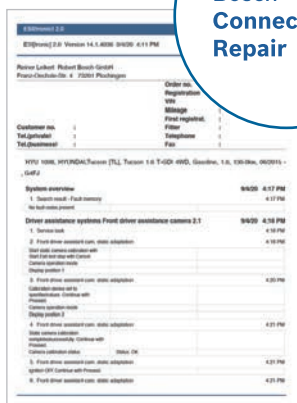 Connec
Repair
ESI[tronic] 2.0
ESI[tronic] 2.0 Version 14.1.4036 9/4/20 4:11 PM
Reiner Leikert Robert Bosch GmbH
Franz-Oechsle-Str. 4 73201 Plochingen
Order no.
Registration
VIN
Mileage
First registrat. :
Customer no. : Fitter :
Tel.(private) : Telephone :
Tel.(business) : Fax :
HYU 1098, HYUNDAI,Tucson [TL], Tucson 1.6 T-GDI 4WD, Gasoline, 1.6, 130.0kw, 06/2015 -
, G4FJ
System overview 9/4/20 4:17 PM
1. Search result - Fault memory 4:17 PM
No fault codes present
Driver assistance systems Front driver assistance camera 2.1 9/4/20 4:18 PM
1. Service task 4:18 PM
2. Front driver assistant cam. static adaptation 4:18 PM
Start static camera calibration with
Start.Exit test step with Cancel
Camera operation mode
Display position 1
3. Front driver assistant cam. static adaptation 4:20 PM
Calibration device set to
specified values. Continue with
Proceed.
Camera operation mode
Display position 2
4. Front driver assistant cam. static adaptation 4:21 PM
Static camera calibration
completed successfully. Continue with
Proceed.
Camera calibration status Status: OK
5. Front driver assistant cam. static adaptation 4:21 PM
Ignition OFF. Continue with Proceed.
6. Front driver assistant cam. static adaptation 4:21 PM